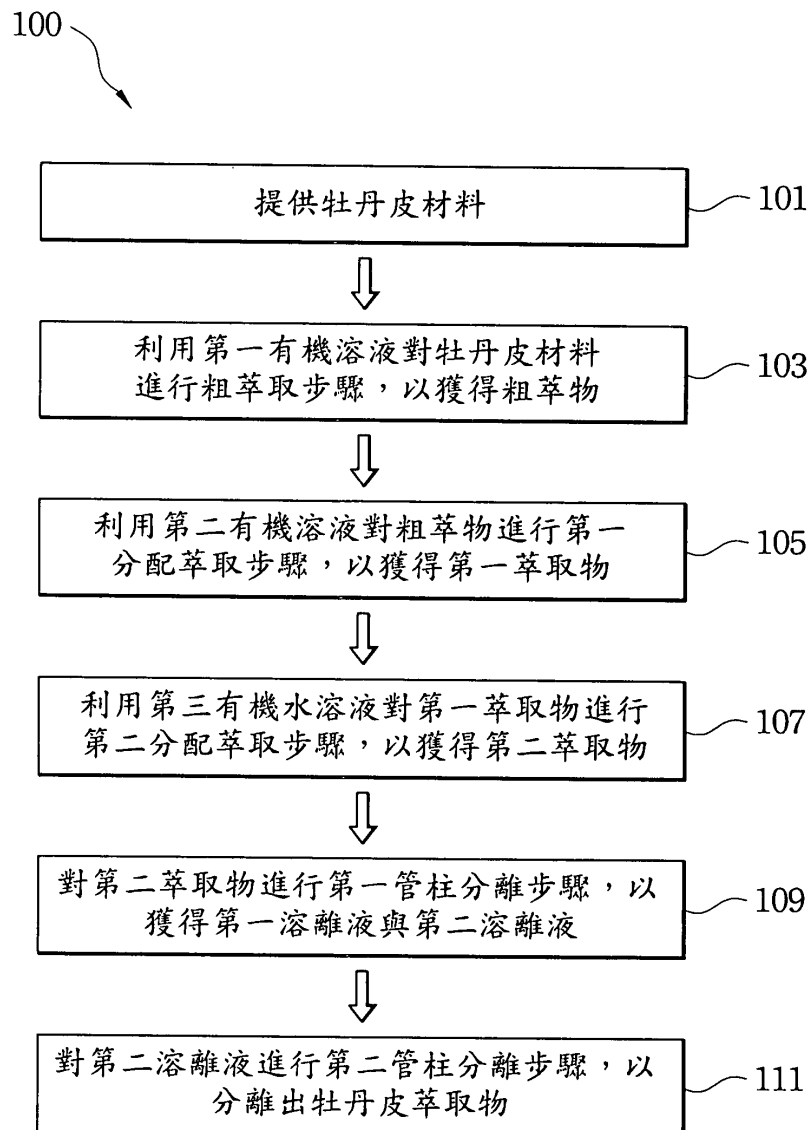 100
提供牡丹皮材料
101
利用第一有機溶液對牡丹皮材料
進行粗萃取步驟，以獲得粗萃物
103
利用第二有機溶液對粗萃物進行第一
分配萃取步驟，以獲得第一萃取物
105
利用第三有機水溶液對第一萃取物進行
第二分配萃取步驟，以獲得第二萃取物
107
對第二萃取物進行第一管柱分離步驟，以
獲得第一溶離液與第二溶離液
109
對第二溶離液進行第二管柱分離步驟，以
分離出牡丹皮萃取物
111